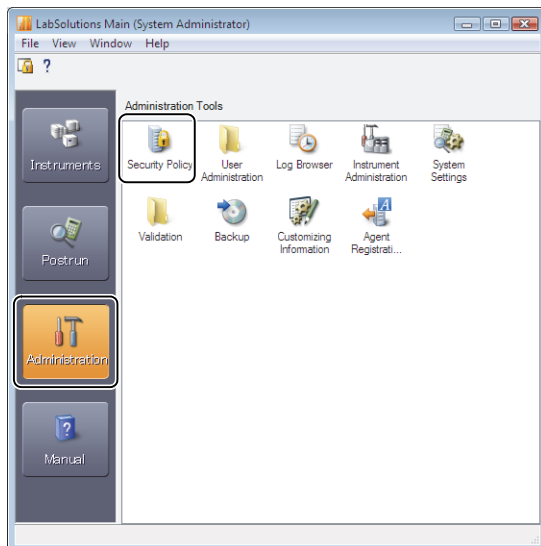 LabSolutions Main (System Administrator)
File View Window Help
?
Administration Tools
Instruments
Security Policy
User
Administration
Log Browser
Instrument
Administration
System
Settings
Validation
Backup
Customizing
Information
Agent
Registrati...
Postrun
Administration
Manual